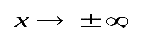 x → ±∞